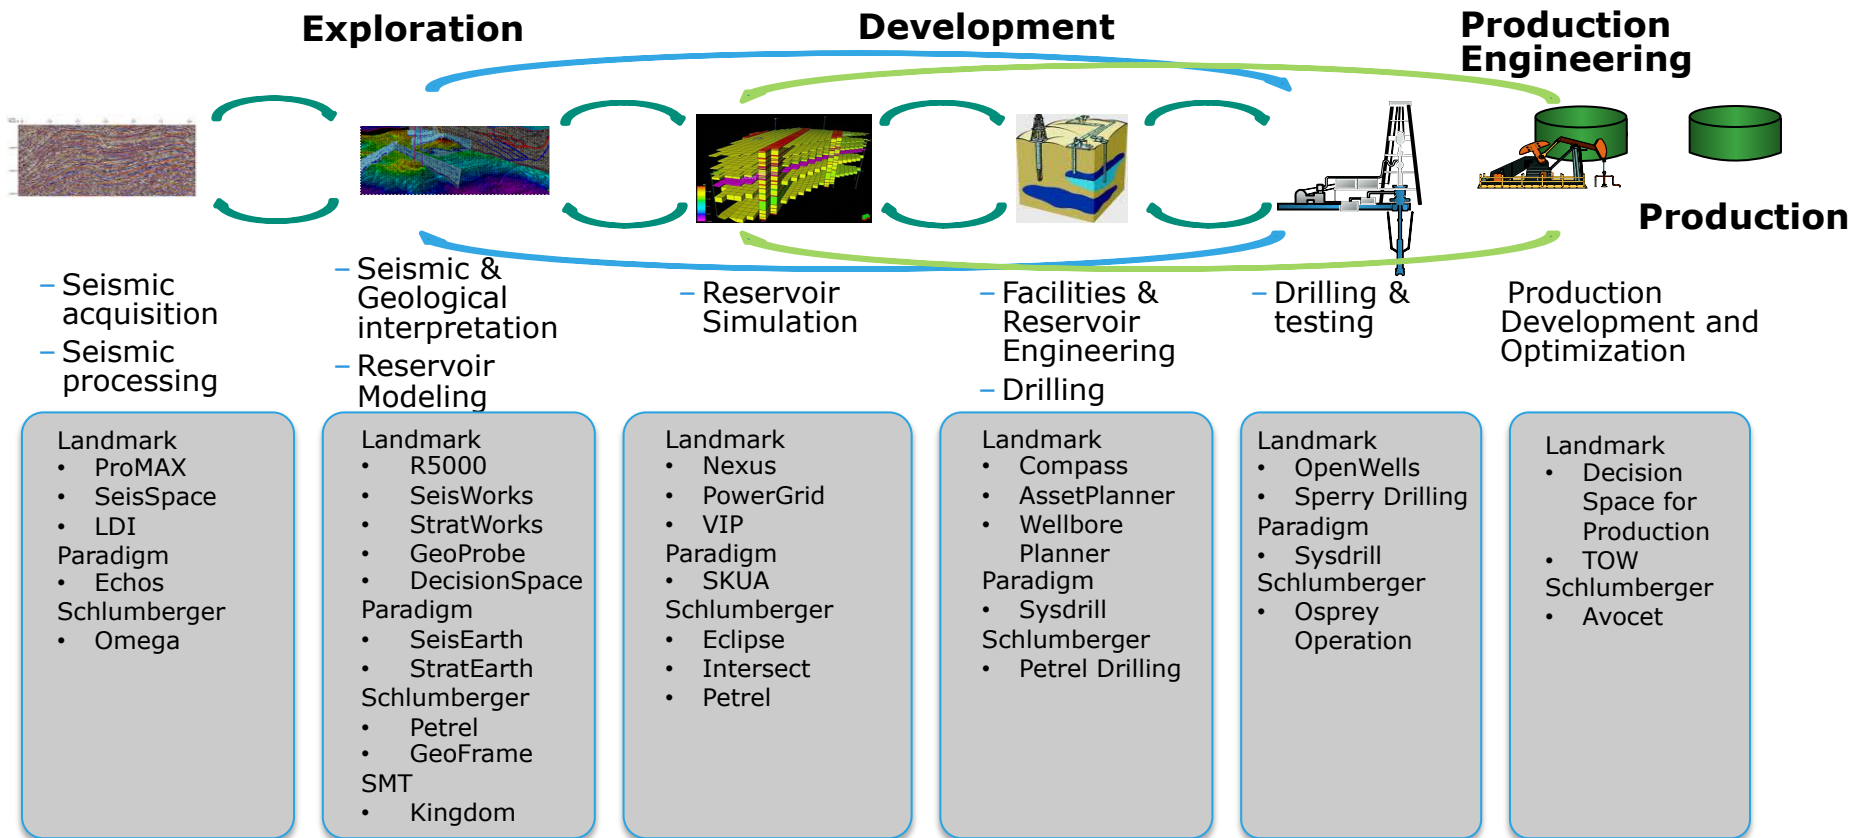 Exploration
Development
Production
Engineering
Production
– Seismic
acquisition
– Seismic
processing
– Seismic &
Geological
interpretation
– Reservoir
Modeling
– Reservoir
Simulation
– Facilities &
Reservoir
Engineering
– Drilling
– Drilling &
testing
Production
Development and
Optimization
Landmark
• ProMAX
• SeisSpace
• LDI
Paradigm
• Echos
Schlumberger
• Omega
Landmark
• R5000
• SeisWorks
• StratWorks
• GeoProbe
• DecisionSpace
Paradigm
• SeisEarth
• StratEarth
Schlumberger
• Petrel
• GeoFrame
SMT
• Kingdom
Landmark
• Nexus
• PowerGrid
• VIP
Paradigm
• SKUA
Schlumberger
• Eclipse
• Intersect
• Petrel
Landmark
• Compass
• AssetPlanner
• Wellbore
Planner
Paradigm
• Sysdrill
Schlumberger
• Petrel Drilling
Landmark
• OpenWells
• Sperry Drilling
Paradigm
• Sysdrill
Schlumberger
• Osprey
Operation
Landmark
• Decision
Space for
Production
• TOW
Schlumberger
• Avocet